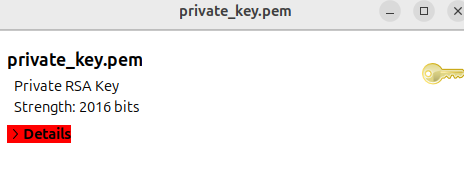 private_key.pem
private_key.pem
Private RSA Key
Strength: 2016 bits
Details